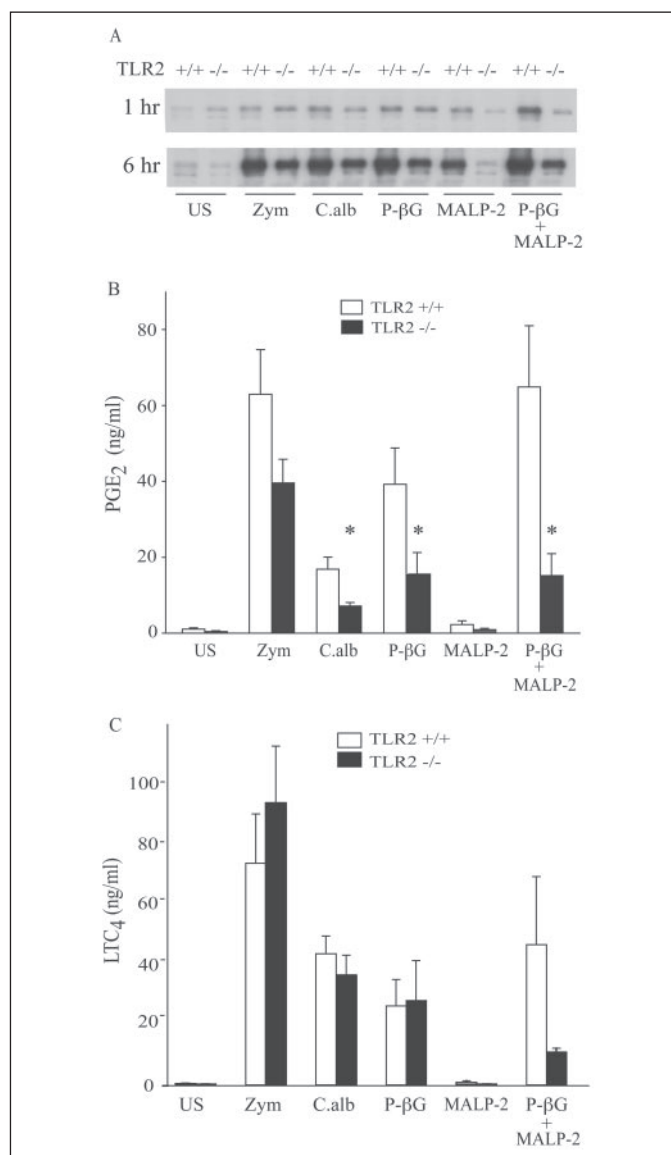 A
TLR2 +/+ -/- +/+ -/- +/+ -/- +/+ -/- +/+ -/- +/+ -/-
1 hr
6 hr
US Zym C.alb P-βG MALP-2 P-βG
+
MALP-2
B
TLR2 +/+
TLR2 -/-
PGE2 (ng/ml)
80
60
40
20
0
* * *
US Zym C.alb P-βG MALP-2 P-βG
+
MALP-2
C
TLR2 +/+
TLR2 -/-
LTC4 (ng/ml)
100
80
60
40
20
0
US Zym C.alb P-βG MALP-2 P-βG
+
MALP-2